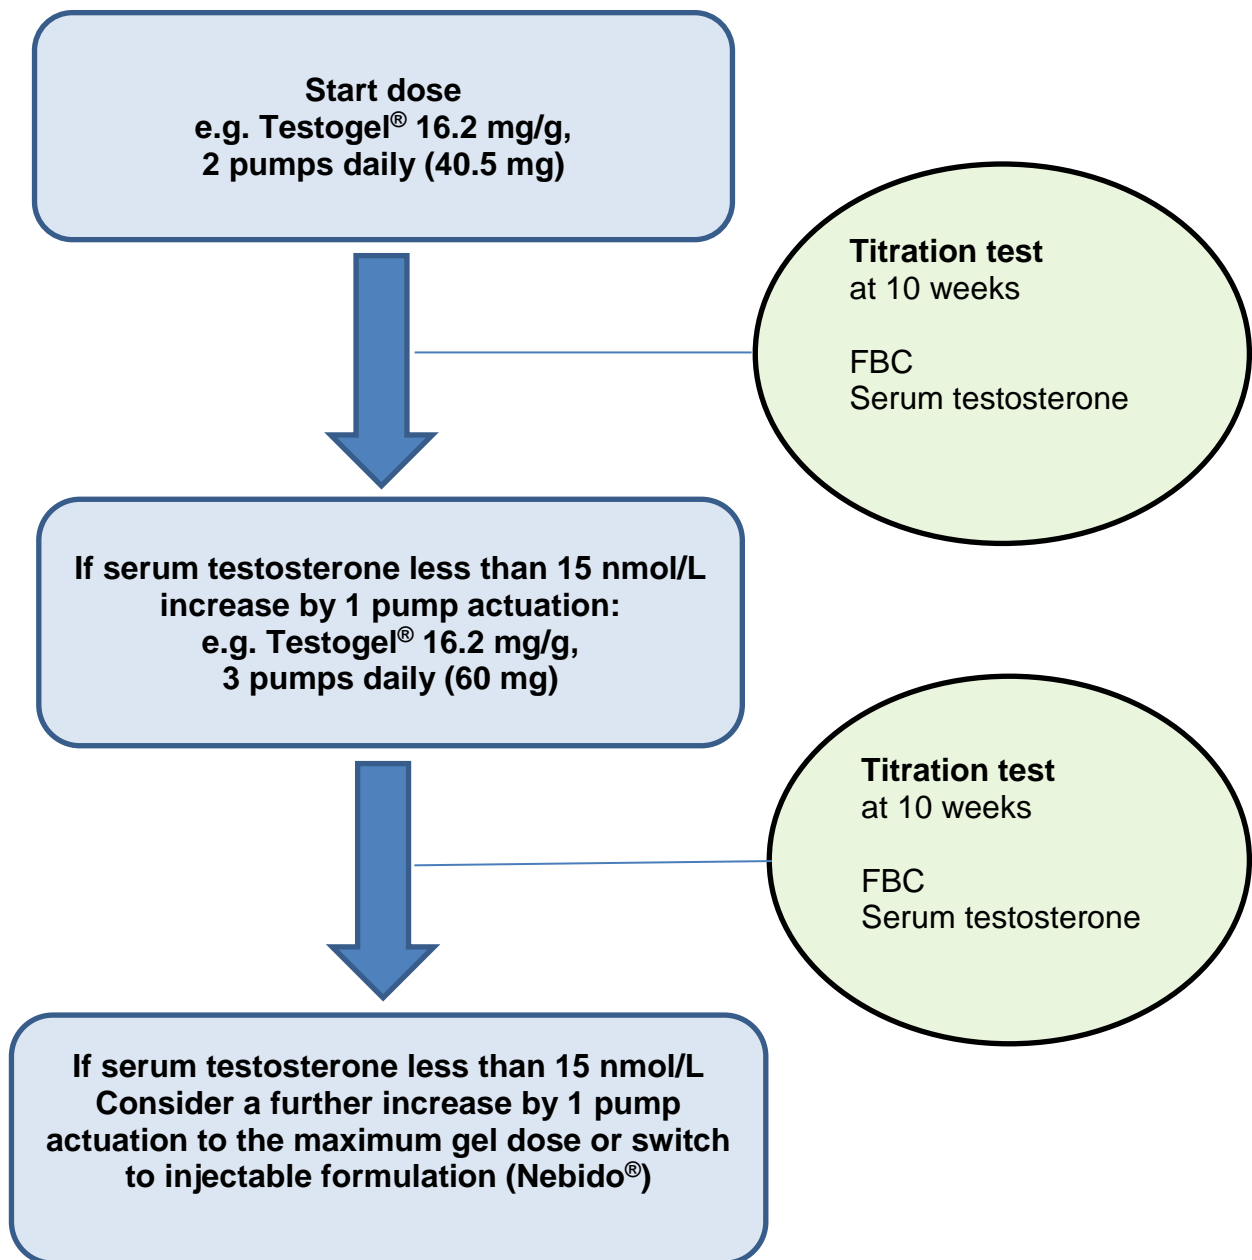 Start dose
e.g. Testogel® 16.2 mg/g,
2 pumps daily (40.5 mg)
Titration test
at 10 weeks
FBC
Serum testosterone
If serum testosterone less than 15 nmol/L
increase by 1 pump actuation:
e.g. Testogel® 16.2 mg/g,
3 pumps daily (60 mg)
Titration test
at 10 weeks
FBC
Serum testosterone
If serum testosterone less than 15 nmol/L
Consider a further increase by 1 pump
actuation to the maximum gel dose or switch
to injectable formulation (Nebido®)